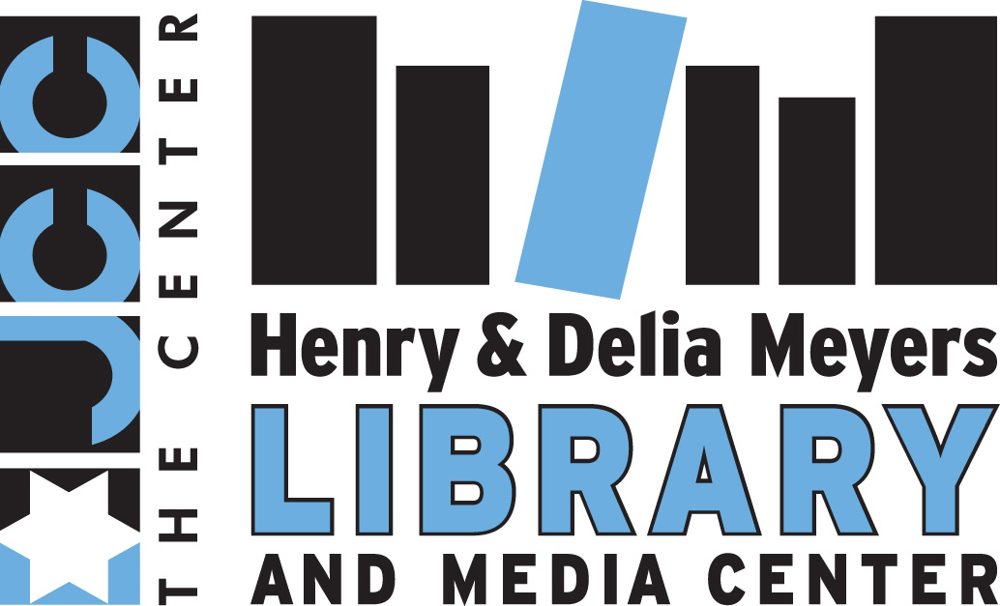 JCC
THE CENTER
Henry & Delia Meyers
LIBRARY
AND MEDIA CENTER